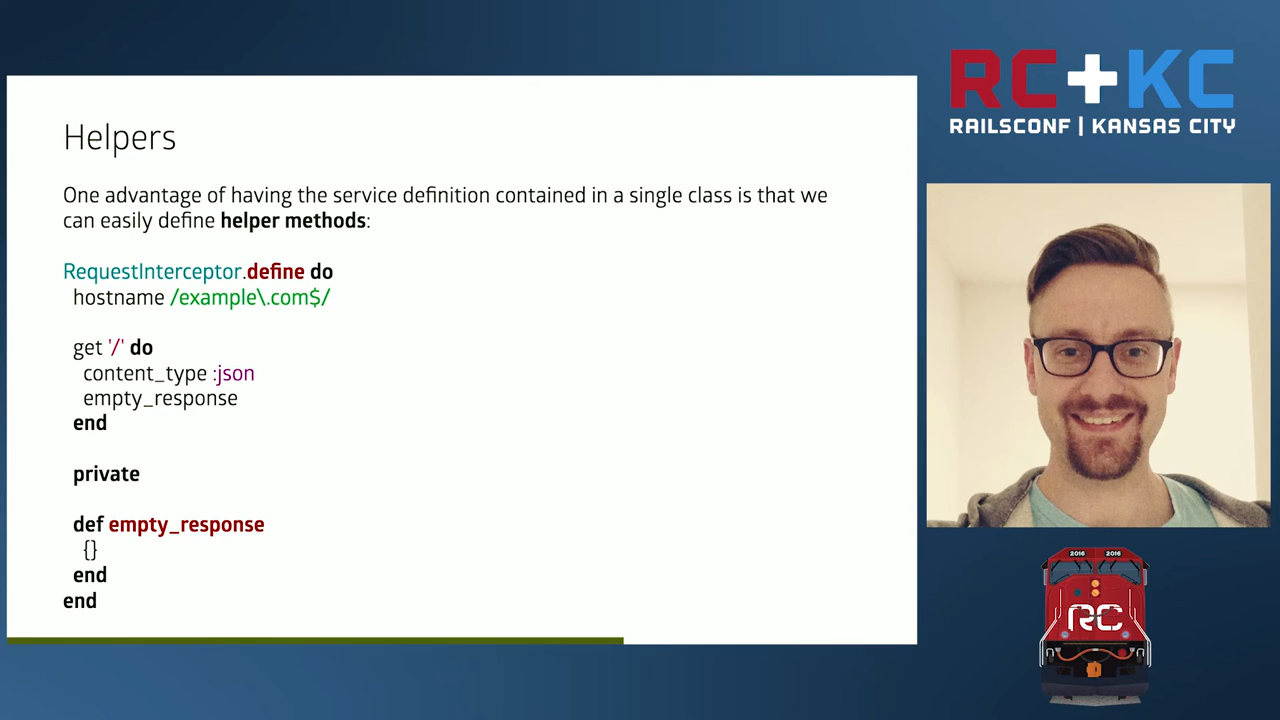 Helpers
One advantage of having the service definition contained in a single class is that we
can easily define helper methods:
RequestInterceptor.define do
hostname /example\.com$/
get '/' do
content_type :json
empty_response
end
private
def empty_response
{}
end
end
RC+KC
RAILSCONF | KANSAS CITY
2016 2016
RC